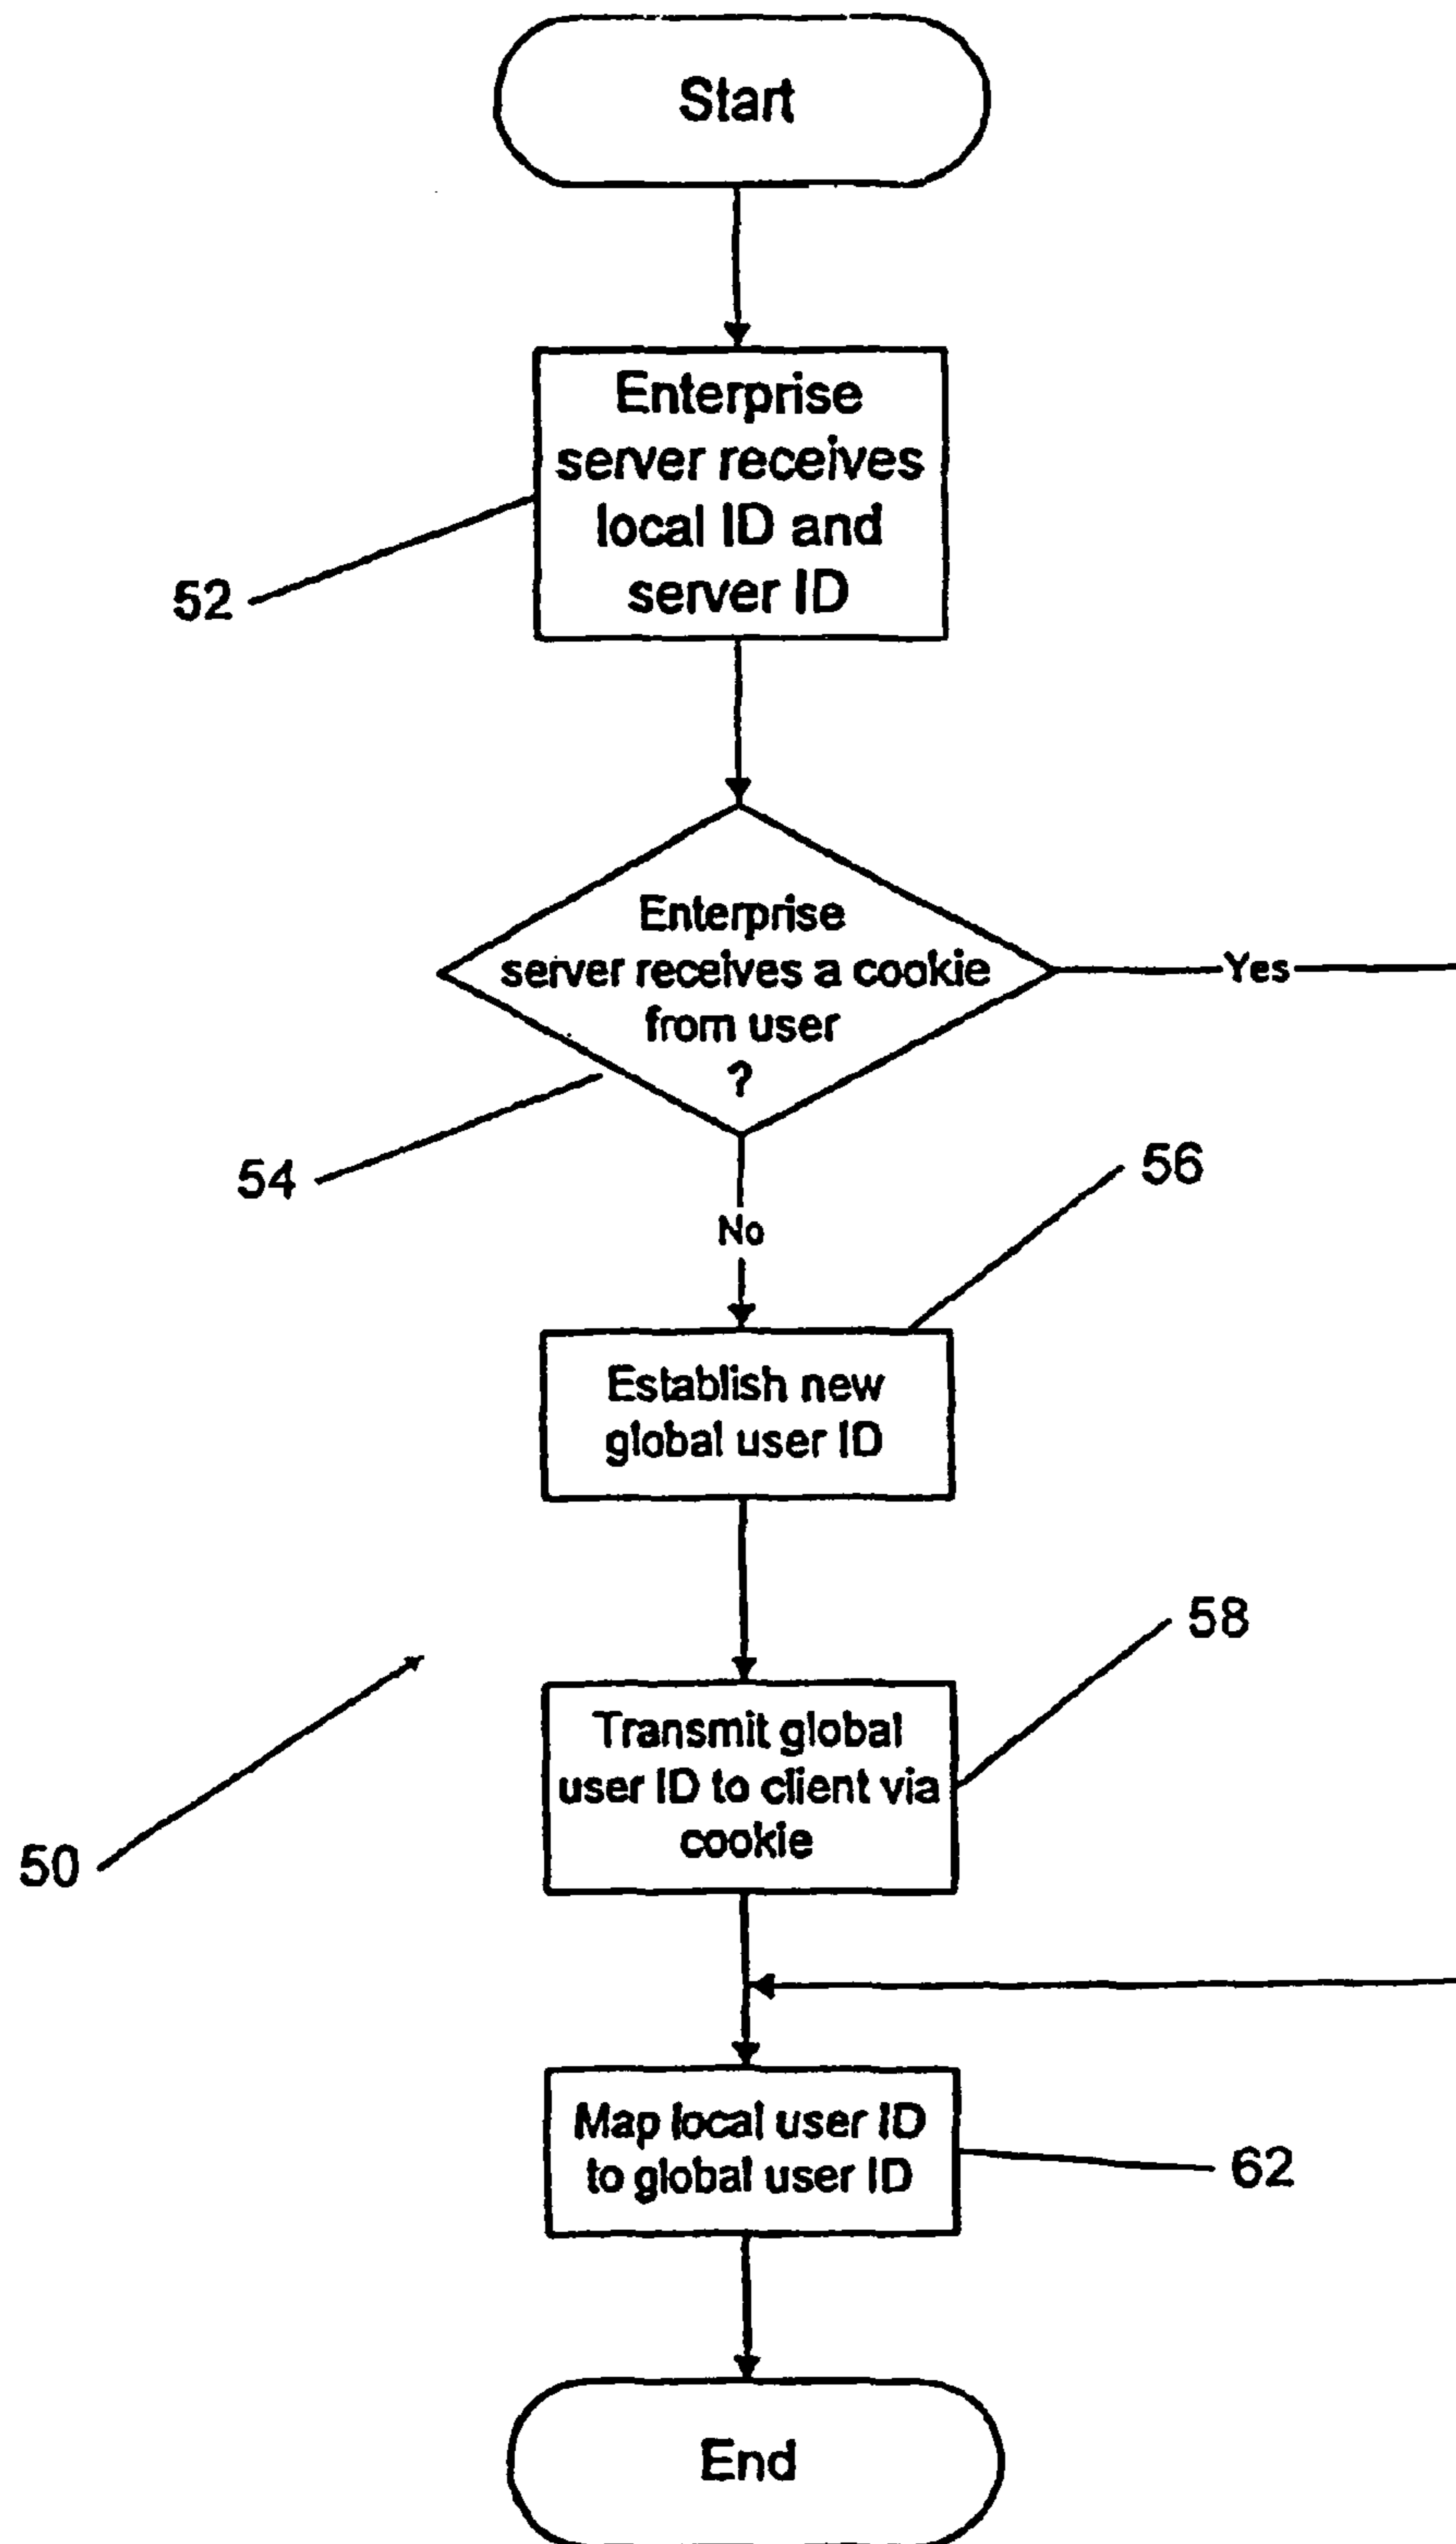 Start
Enterprise
server receives
local ID and
server ID
52
Enterprise
server receives a cookie
from user
?
Yes
54
No
56
Establish new
global user ID
58
Transmit global
user ID to client via
cookie
50
Map local user ID
to global user ID
62
End